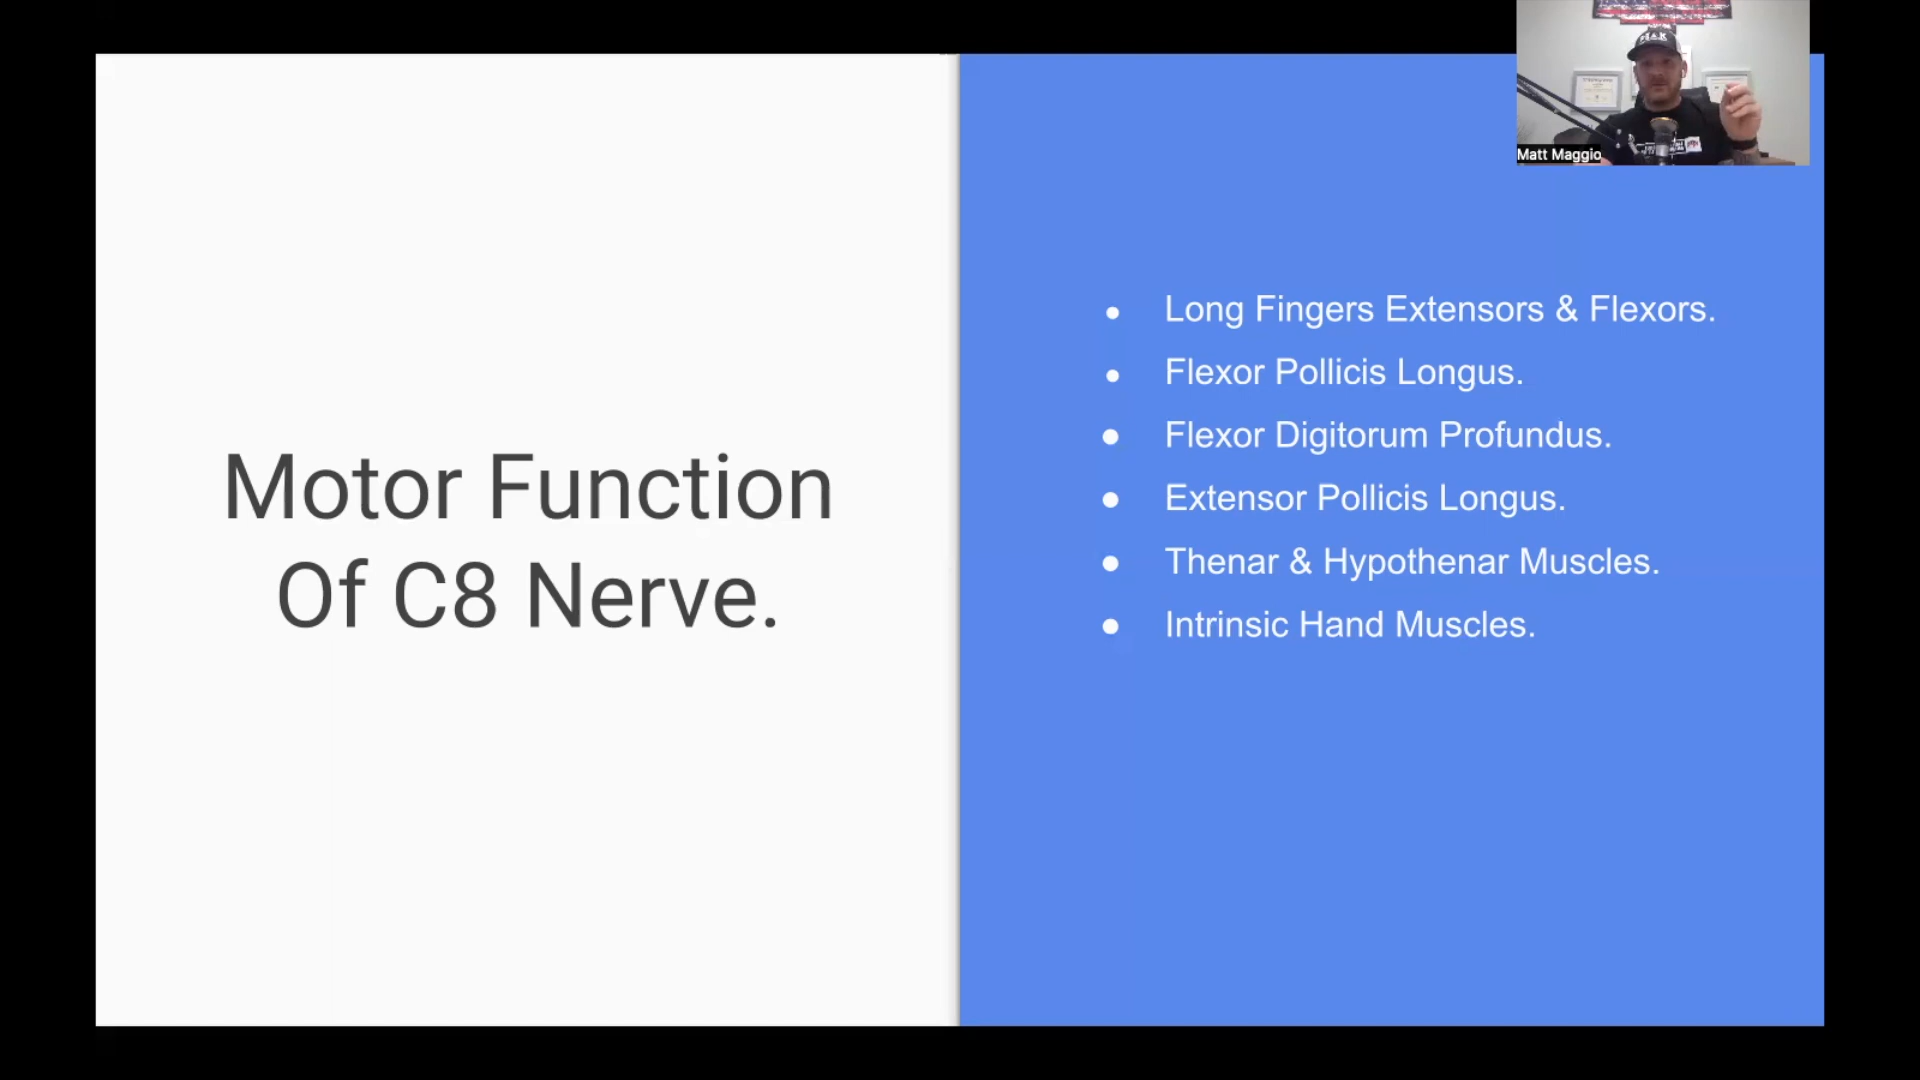 Matt Maggio
Motor Function
Of C8 Nerve.
Long Fingers Extensors & Flexors.
Flexor Pollicis Longus.
Flexor Digitorum Profundus.
Extensor Pollicis Longus.
Thenar & Hypothenar Muscles.
Intrinsic Hand Muscles.